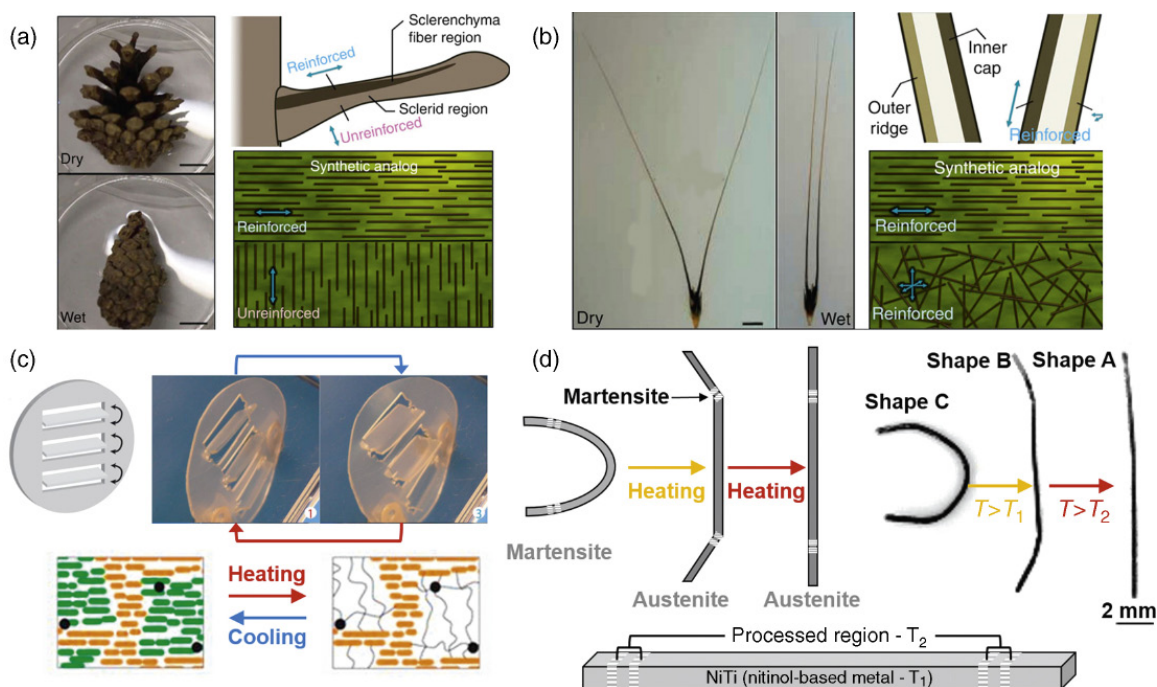 (a)
Dry
Wet
Sclerenchyma
fiber region
Reinforced
Sclerid region
Unreinforced
Synthetic analog
Reinforced
Unreinforced
(b)
Dry
Wet
Inner
cap
Outer
ridge
Reinforced
Synthetic analog
Reinforced
Reinforced
(c)
1
3
Heating
Cooling
(d)
Martensite
Heating
Heating
Martensite
Austenite
Austenite
Shape B
Shape A
Shape C
T>T1
T>T2
2 mm
Processed region - T2
NiTi (nitinol-based metal - T1)